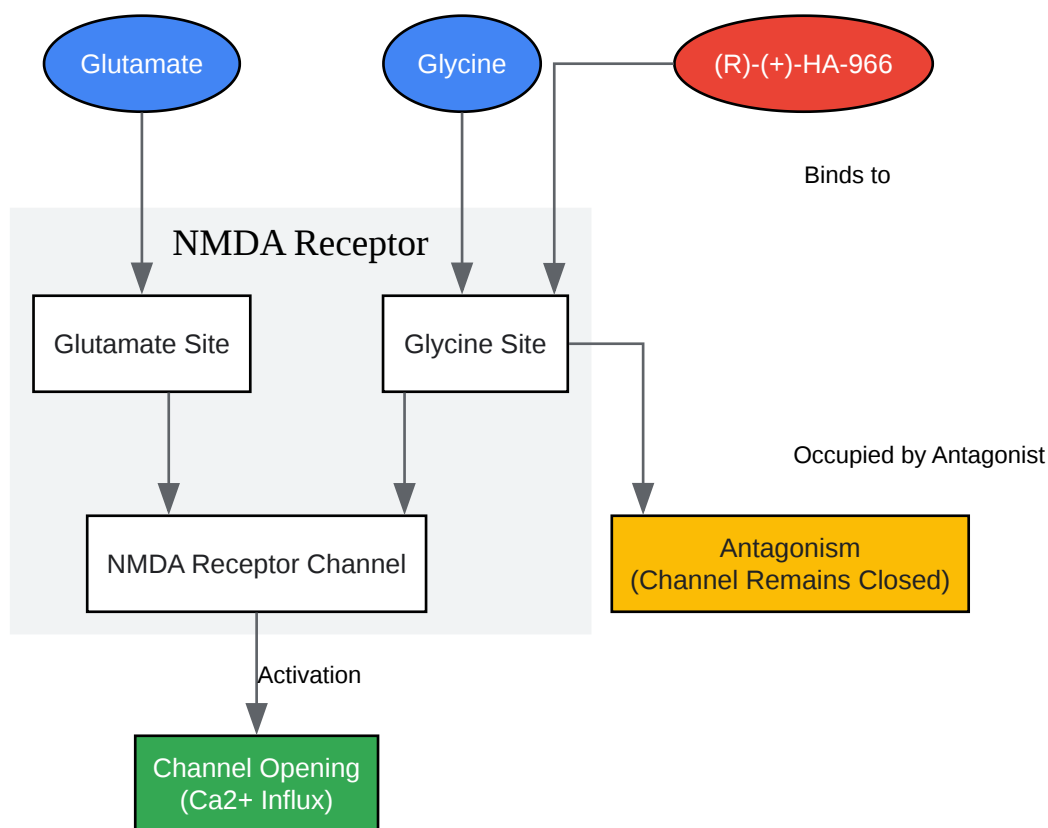 Glutamate
Glycine
(R)-(+)-HA-966
Binds to
NMDA Receptor
Glutamate Site
Glycine Site
Occupied by Antagonist
NMDA Receptor Channel
Antagonism
(Channel Remains Closed)
Activation
Channel Opening
(Ca2+ Influx)